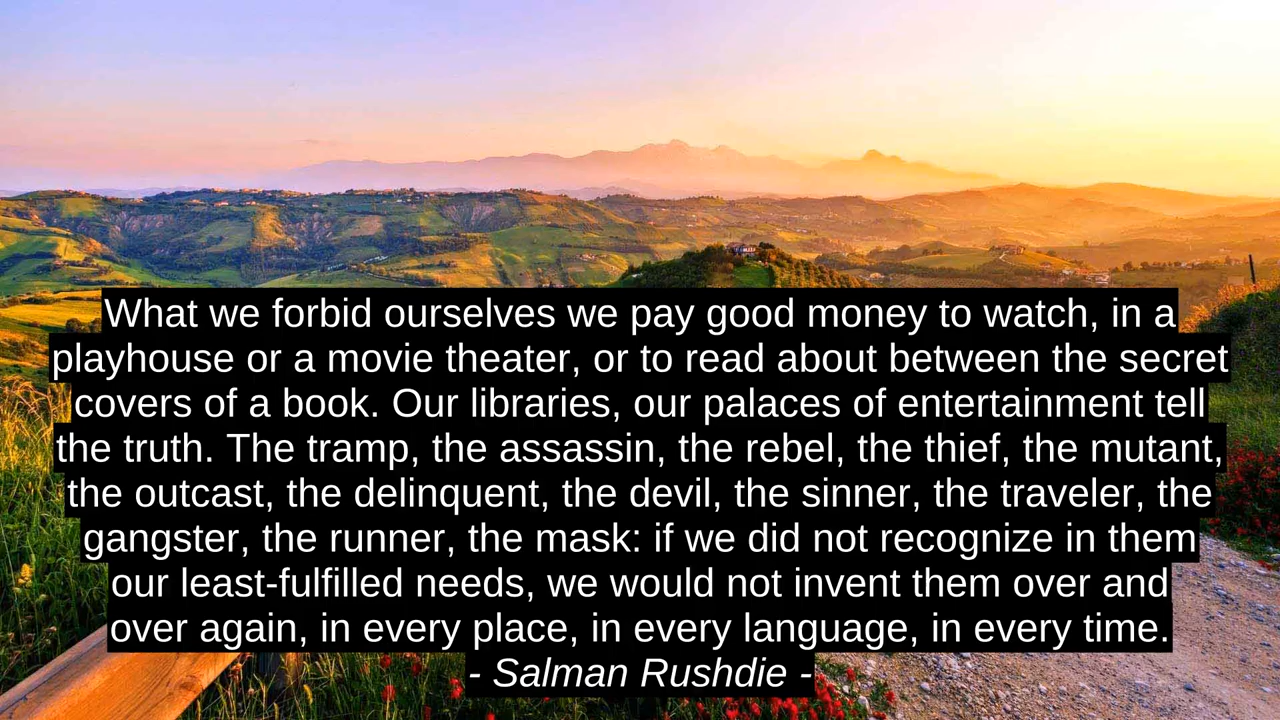 What we forbid ourselves we pay good money to watch, in a
playhouse or a movie theater, or to read about between the secret
covers of a book. Our libraries, our palaces of entertainment tell
the truth. The tramp, the assassin, the rebel, the thief, the mutant,
the outcast, the delinquent, the devil, the sinner, the traveler, the
gangster, the runner, the mask: if we did not recognize in them
our least-fulfilled needs, we would not invent them over and
over again, in every place, in every language, in every time.
- Salman Rushdie -